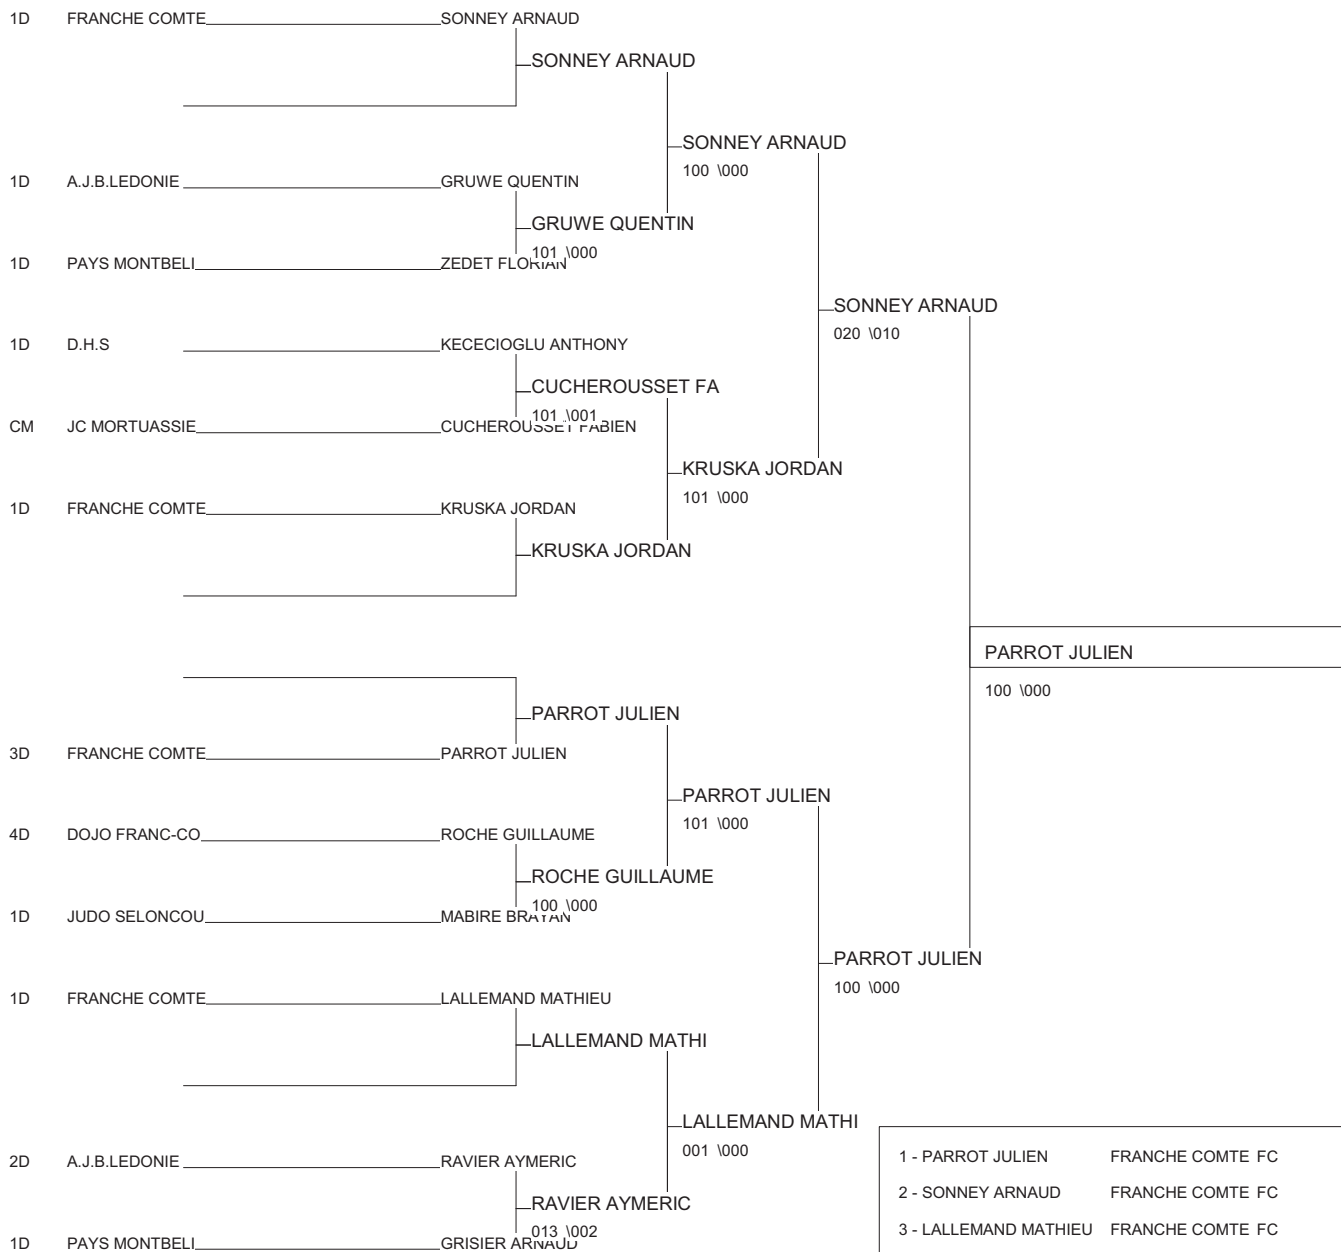 1D FRANCHE COMTE SONNEY ARNAUD
SONNEY ARNAUD
SONNEY ARNAUD
100 \000
1D A.J.B.LEDONIE GRUWE QUENTIN
GRUWE QUENTIN
101 \000
1D PAYS MONTBELI ZEDET FLORIAN
SONNEY ARNAUD
020 \010
1D D.H.S KECECIOGLU ANTHONY
CUCHEROUSSET FA
101 \001
CM JC MORTUASSIE CUCHEROUSSET FABIEN
KRUSKA JORDAN
101 \000
1D FRANCHE COMTE KRUSKA JORDAN
KRUSKA JORDAN
PARROT JULIEN
100 \000
PARROT JULIEN
3D FRANCHE COMTE PARROT JULIEN
PARROT JULIEN
101 \000
4D DOJO FRANC-CO ROCHE GUILLAUME
ROCHE GUILLAUME
100 \000
1D JUDO SELONCOU MABIRE BRAYAN
PARROT JULIEN
100 \000
1D FRANCHE COMTE LALLEMAND MATHIEU
LALLEMAND MATHI
LALLEMAND MATHI
001 \000
2D A.J.B.LEDONIE RAVIER AYMERIC
RAVIER AYMERIC
013 \002
1D PAYS MONTBELI GRISIER ARNAUD
1 - PARROT JULIEN FRANCHE COMTE FC
2 - SONNEY ARNAUD FRANCHE COMTE FC
3 - LALLEMAND MATHIEU FRANCHE COMTE FC